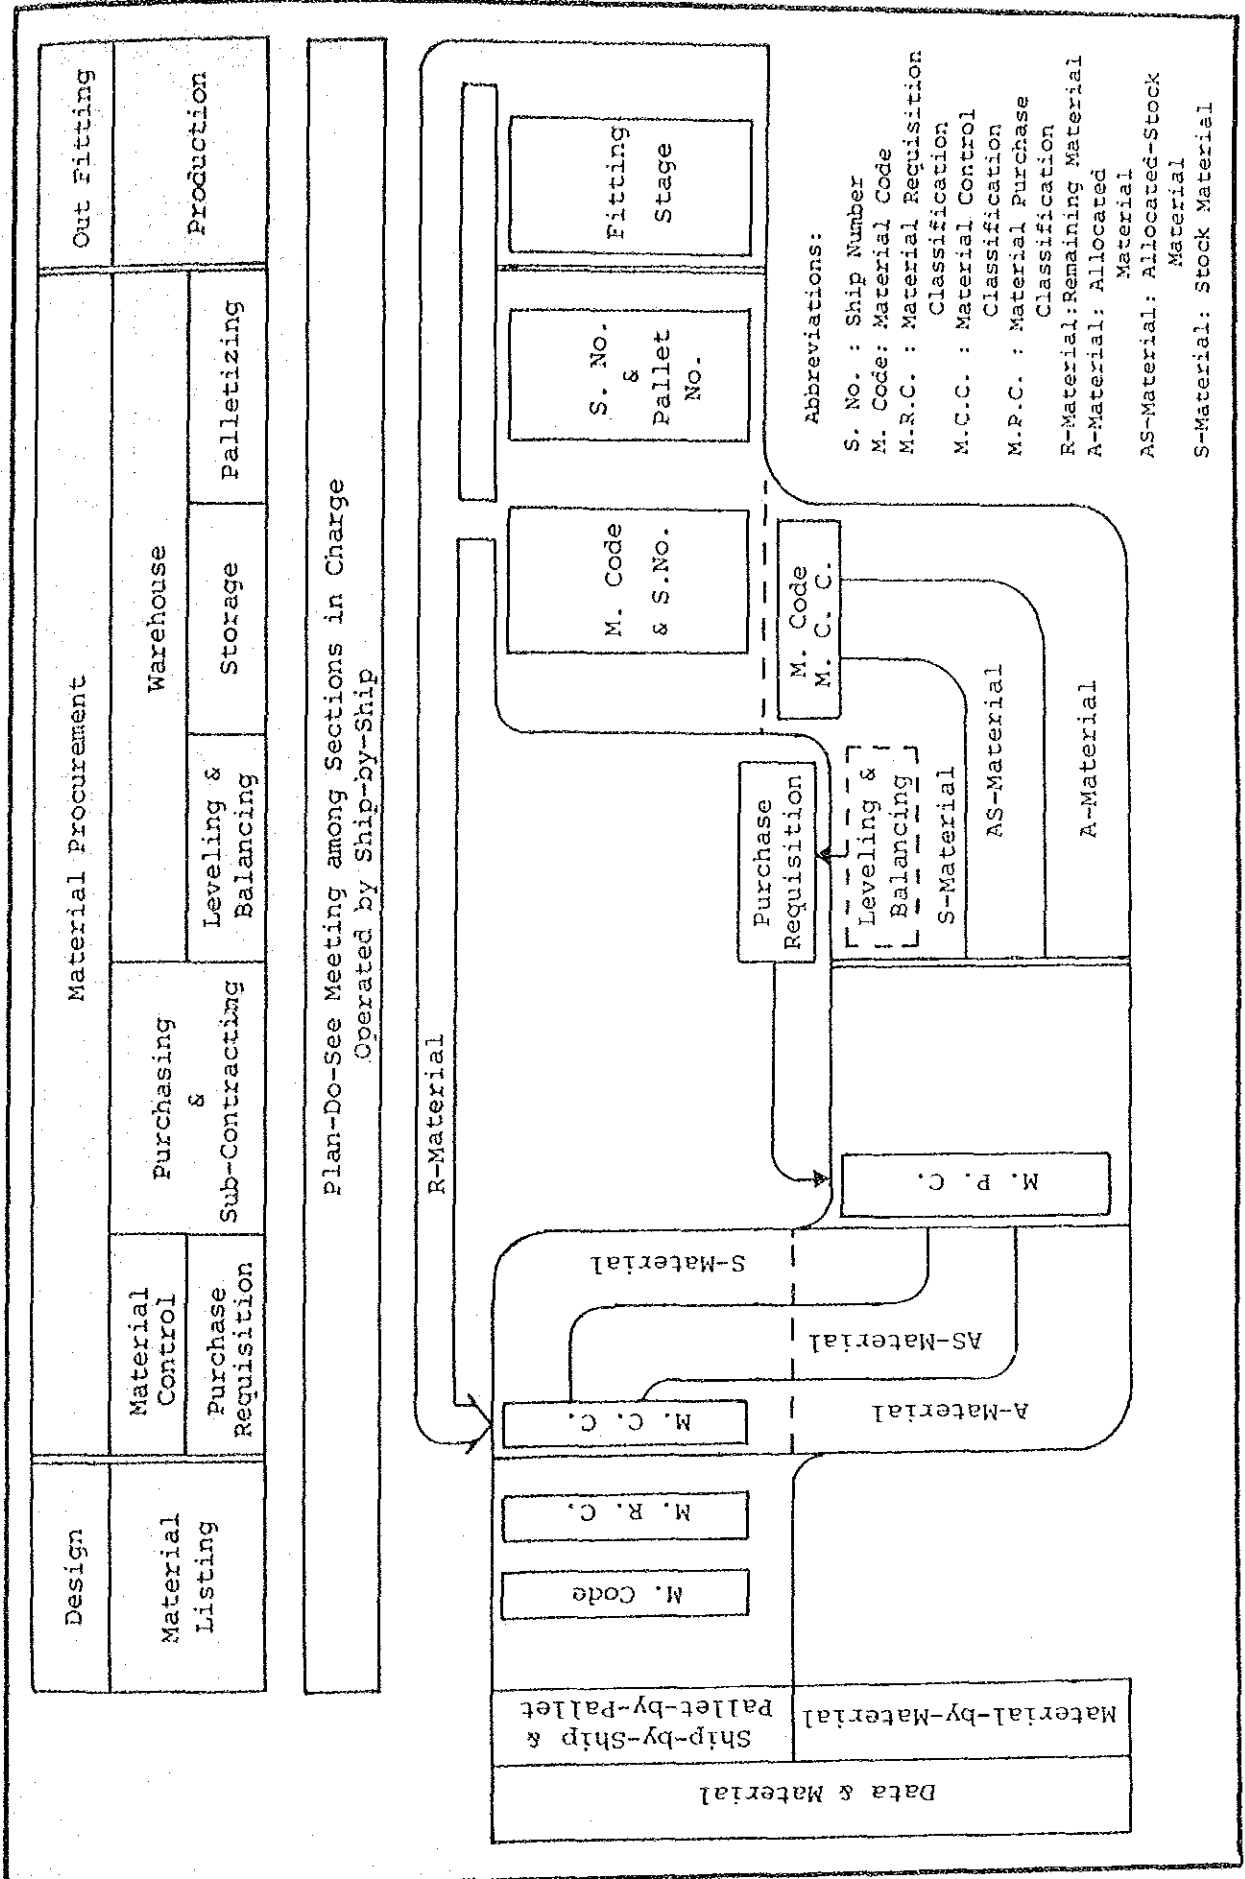 Design
Material Procurement
Out Fitting
Material
Listing
Material
Control
Purchasing
&
Sub-Contracting
Warehouse
Production
Purchase
Requisition
Leveling &
Balancing
Storage
Palletizing
Plan-Do-See Meeting among Sections in Charge
Operated by Ship-by-Ship
R-Material
Data & Material
Ship-by-Ship &
Pallet-by-Pallet
Material-by-Material
M. Code
M. R. C.
M. C. C.
S-Material
AS-Material
A-Material
M. P. C.
Purchase
Requisition
Leveling &
Balancing
S-Material
AS-Material
A-Material
M. Code
& S.No.
M. Code
M. C. C.
S. No.
&
Pallet
No.
Fitting
Stage
Abbreviations:
S. No. : Ship Number
M. Code: Material Code
M.R.C. : Material Requisition
Classification
M.C.C. : Material Control
Classification
M.P.C. : Material Purchase
Classification
R-Material:Remaining Material
A-Material: Allocated
Material
AS-Material: Allocated-Stock
Material
S-Material: Stock Material